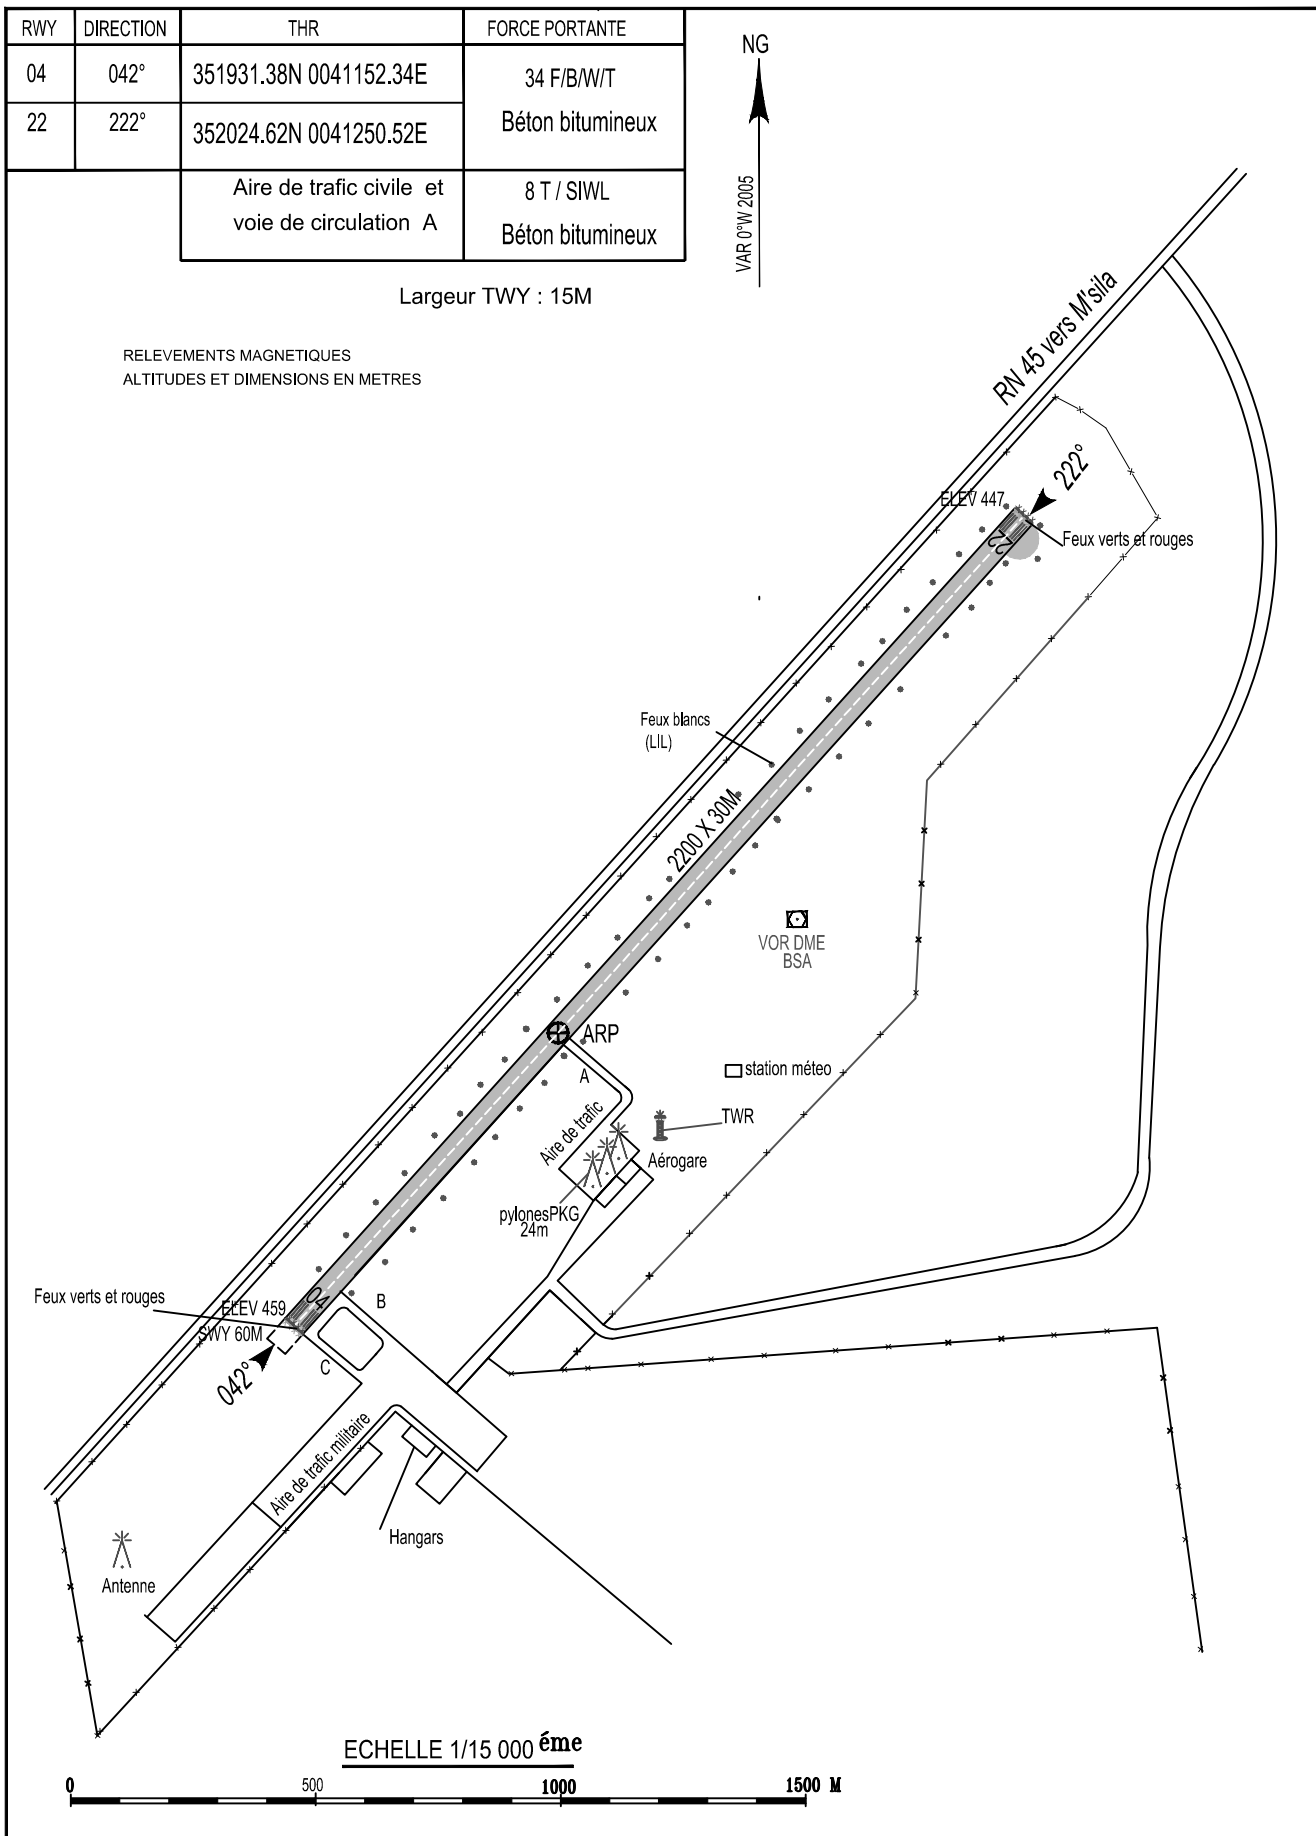 RWY DIRECTION THR FORCE PORTANTE
04 042° 351931.38N 0041152.34E 34 F/B/W/T
Béton bitumineux
22 222° 352024.62N 0041250.52E
Aire de trafic civile et
voie de circulation A
8 T / SIWL
Béton bitumineux
NG
VAR 0°W 2005
Largeur TWY : 15M
RELEVEMENTS MAGNETIQUES
ALTITUDES ET DIMENSIONS EN METRES
RN 45 vers M'sila
222°
ELEV 447
22
Feux verts et rouges
Feux blancs
(LIL)
2200 X 30M
VOR DME
BSA
ARP
A
station méteo
Aire de trafic
TWR
Aérogare
pylonesPKG
24m
Feux verts et rouges
ELEV 459
04
B
SWY 60M
C
042°
Aire de trafic militaire
Hangars
Antenne
ECHELLE 1/15 000 éme
0 500 1000 1500 M